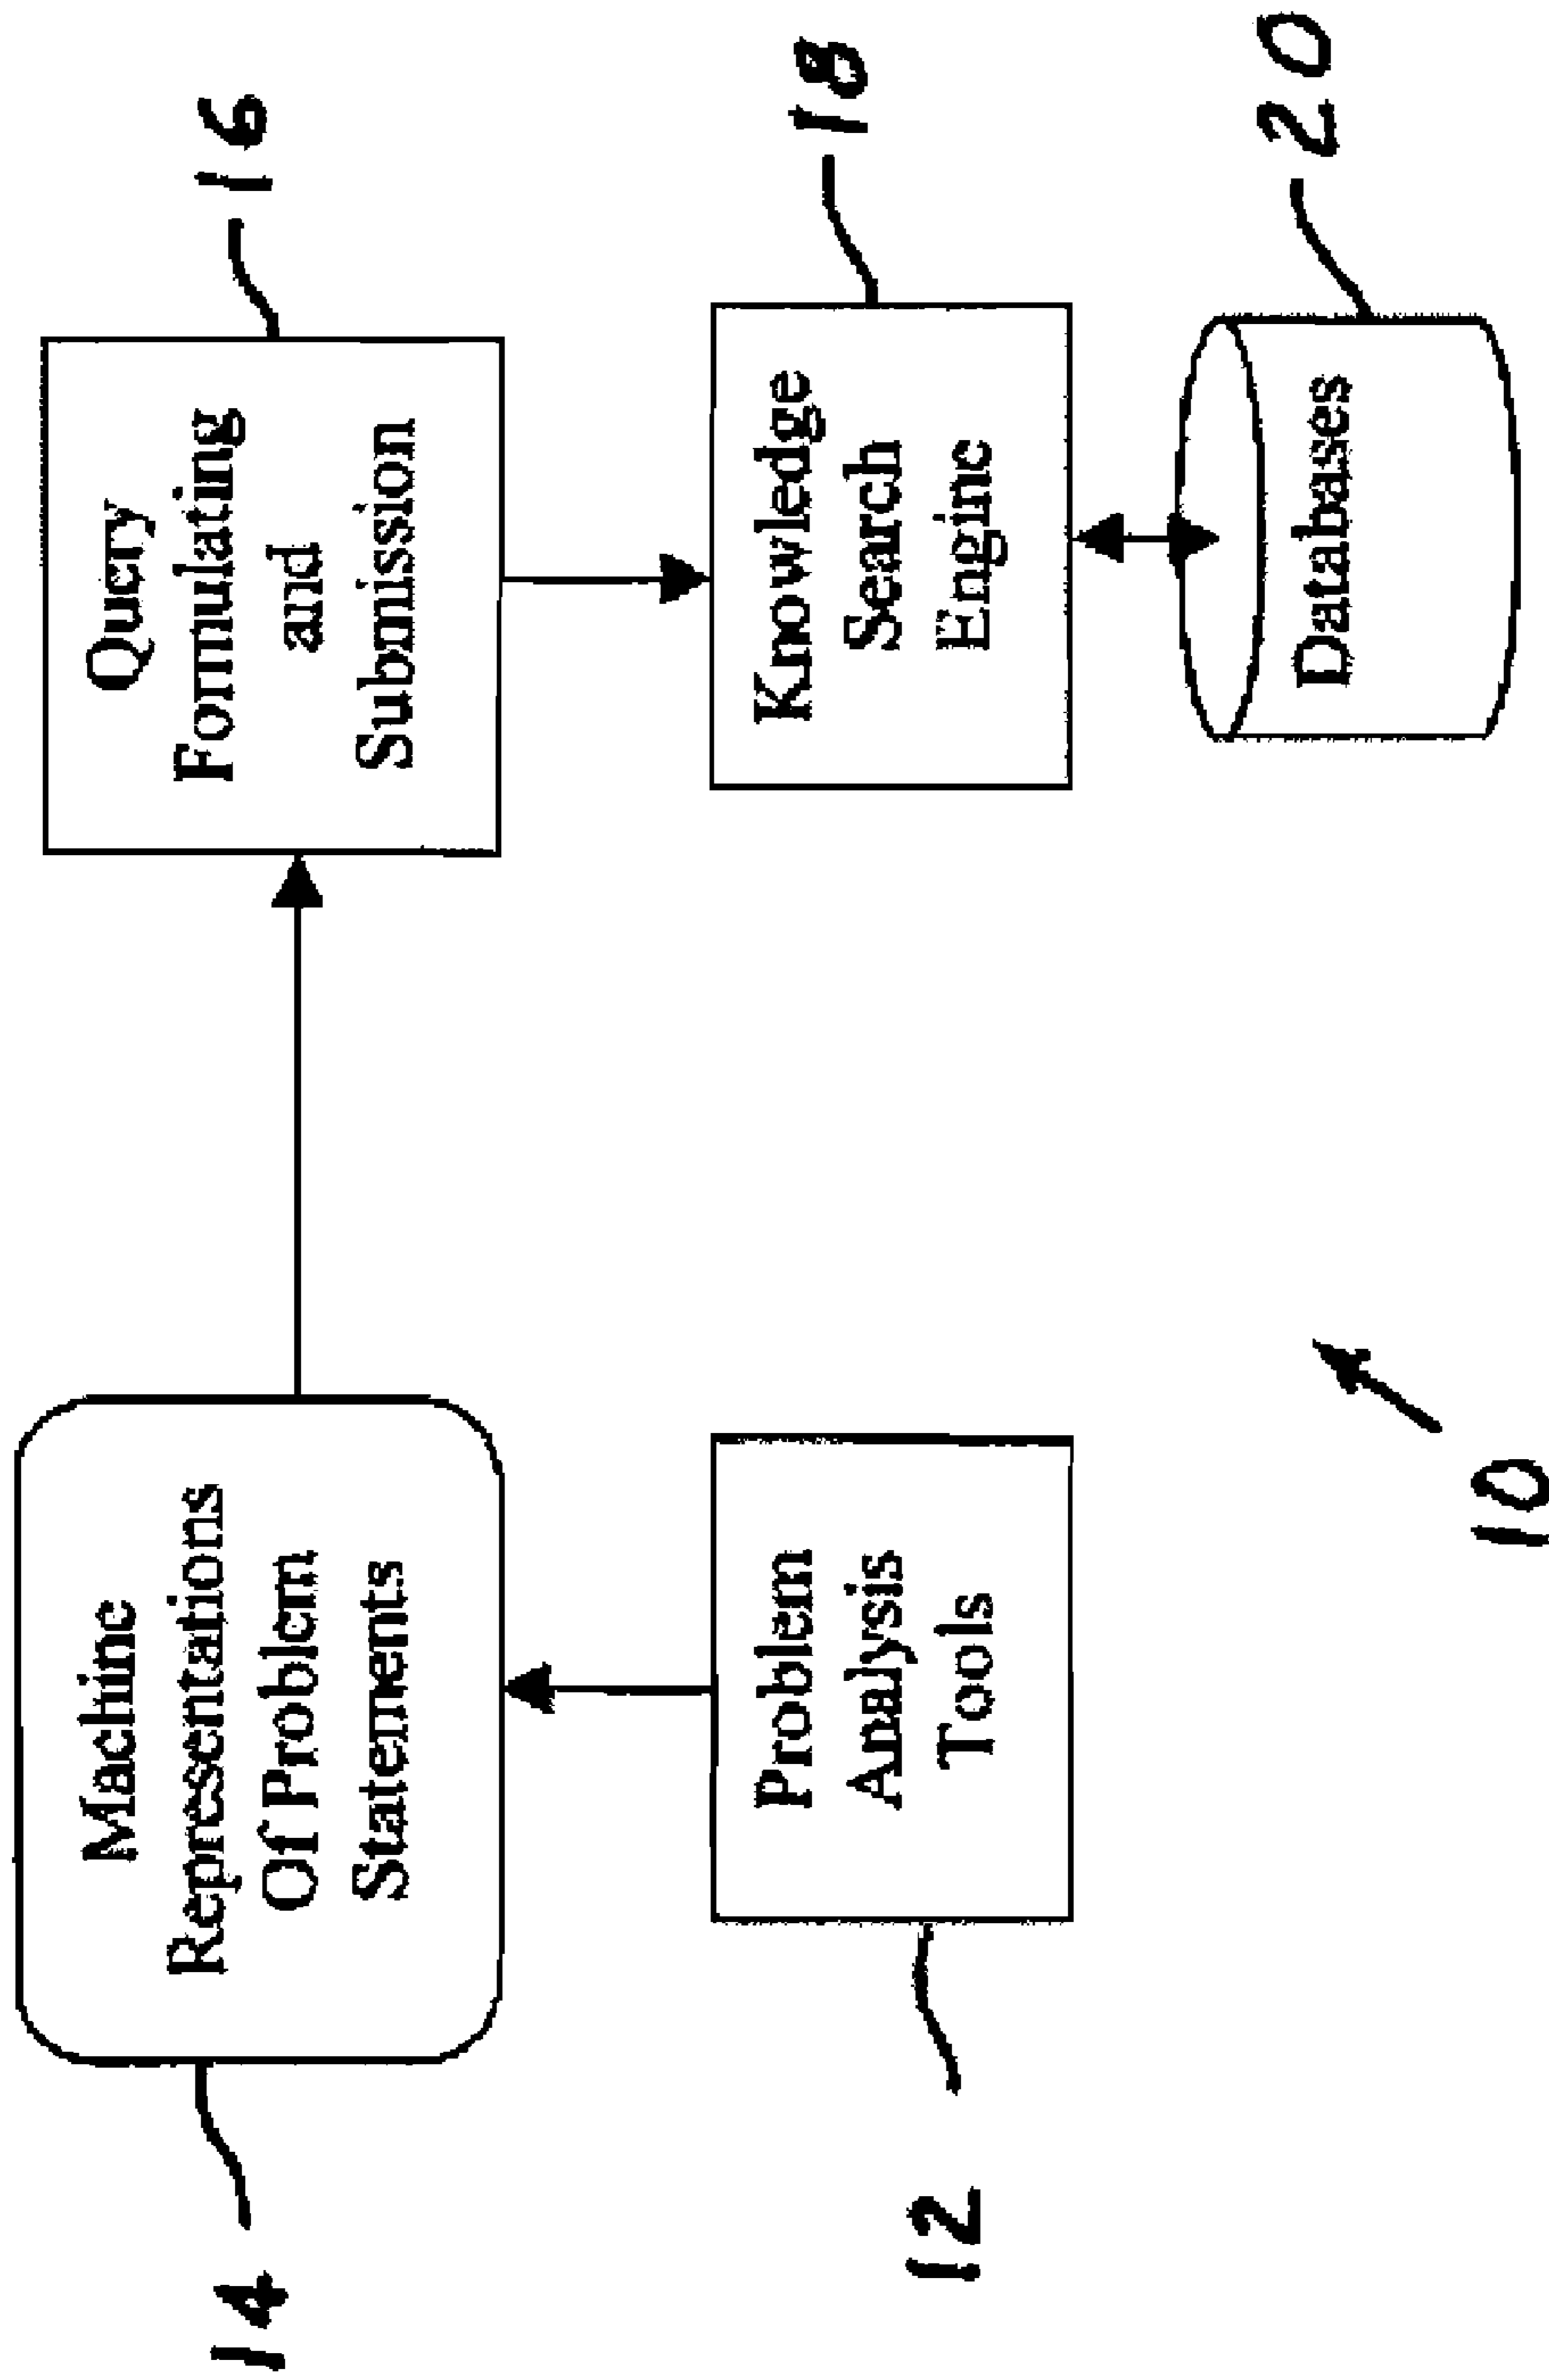 Machine
Representations
Of Problem
Statements
14
Query
Formulating
and
Submission
16
Problem
Analysis
Tools
12
Knowledge
Search
Engine
18
Databases
20
10